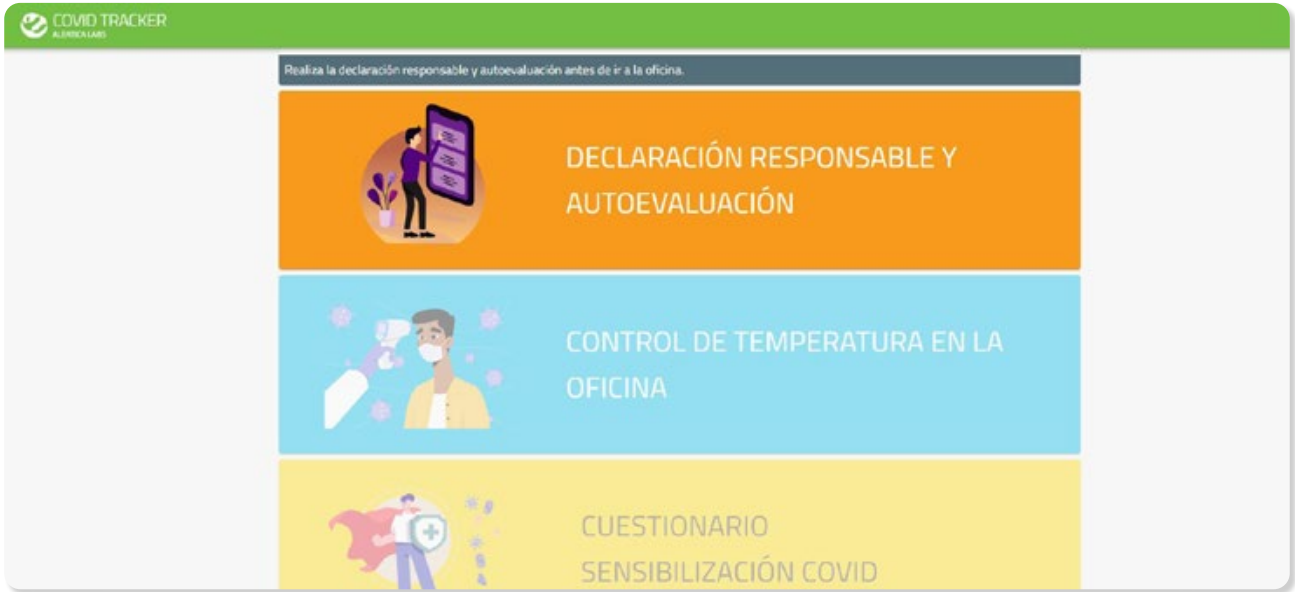 COVID TRACKER
Realiza la declaración responsable y autoevaluación antes de ir a la oficina.
DECLARACIÓN RESPONSABLE Y
AUTOEVALUACIÓN
CONTROL DE TEMPERATURA EN LA
OFICINA
CUESTIONARIO
SENSIBILIZACIÓN COVID